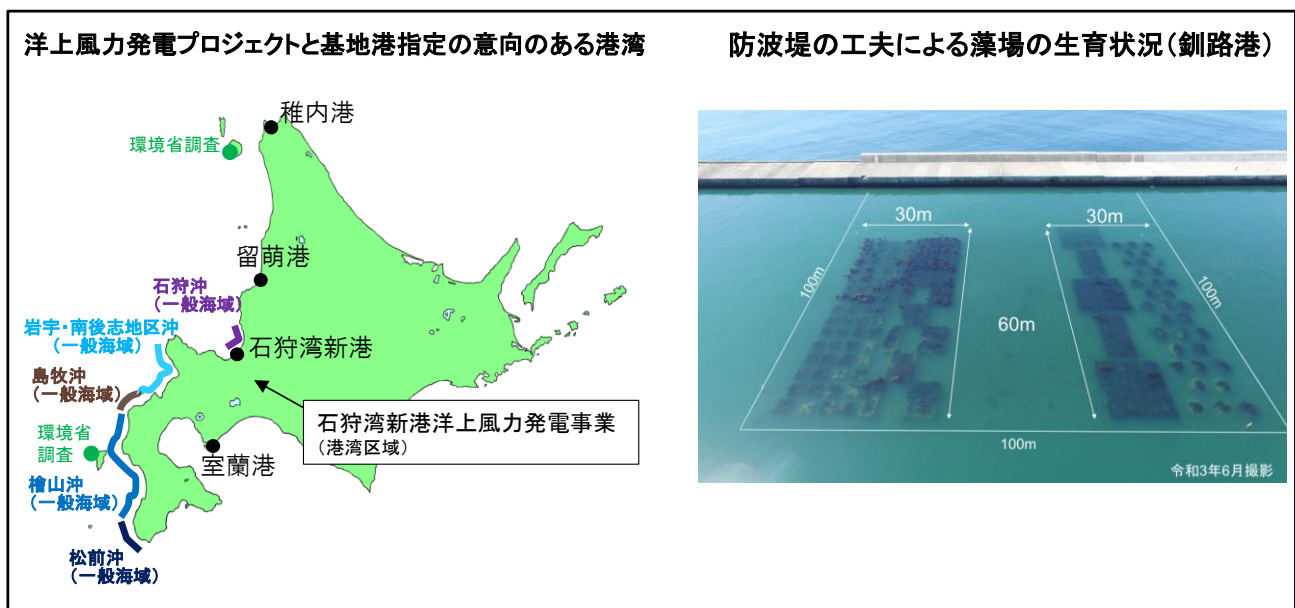 洋上風力発電プロジェクトと基地港指定の意向のある港湾
稚内港
環境省調査
留萌港
石狩沖
(一般海域)
岩宇・南後志地区沖
(一般海域)
石狩湾新港
島牧沖
(一般海域)
石狩湾新港洋上風力発電事業
(港湾区域)
環境省
調査
室蘭港
檜山沖
(一般海域)
松前沖
(一般海域)
防波堤の工夫による藻場の生育状況(釧路港)
30m
30m
100m
100m
60m
100m
令和3年6月撮影